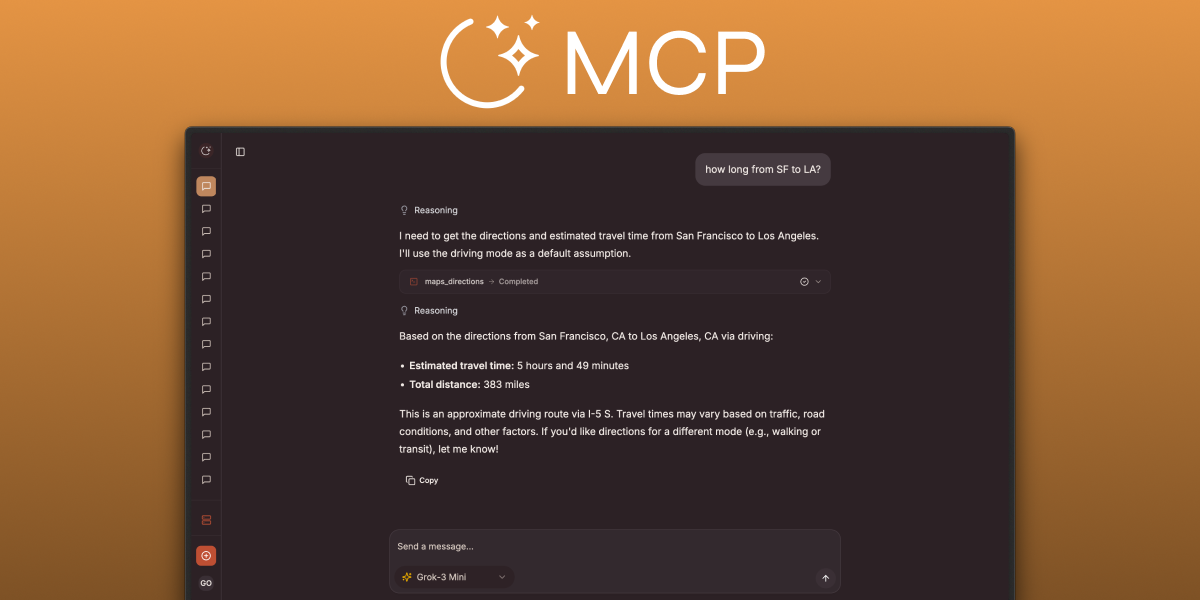 MCP
how long from SF to LA?
Reasoning
I need to get the directions and estimated travel time from San Francisco to Los Angeles.
I'll use the driving mode as a default assumption.
maps_directions → Completed
Reasoning
Based on the directions from San Francisco, CA to Los Angeles, CA via driving:
• Estimated travel time: 5 hours and 49 minutes
• Total distance: 383 miles
This is an approximate driving route via I-5 S. Travel times may vary based on traffic, road
conditions, and other factors. If you'd like directions for a different mode (e.g., walking or
transit), let me know!
Copy
Send a message...
Grok-3 Mini
GO